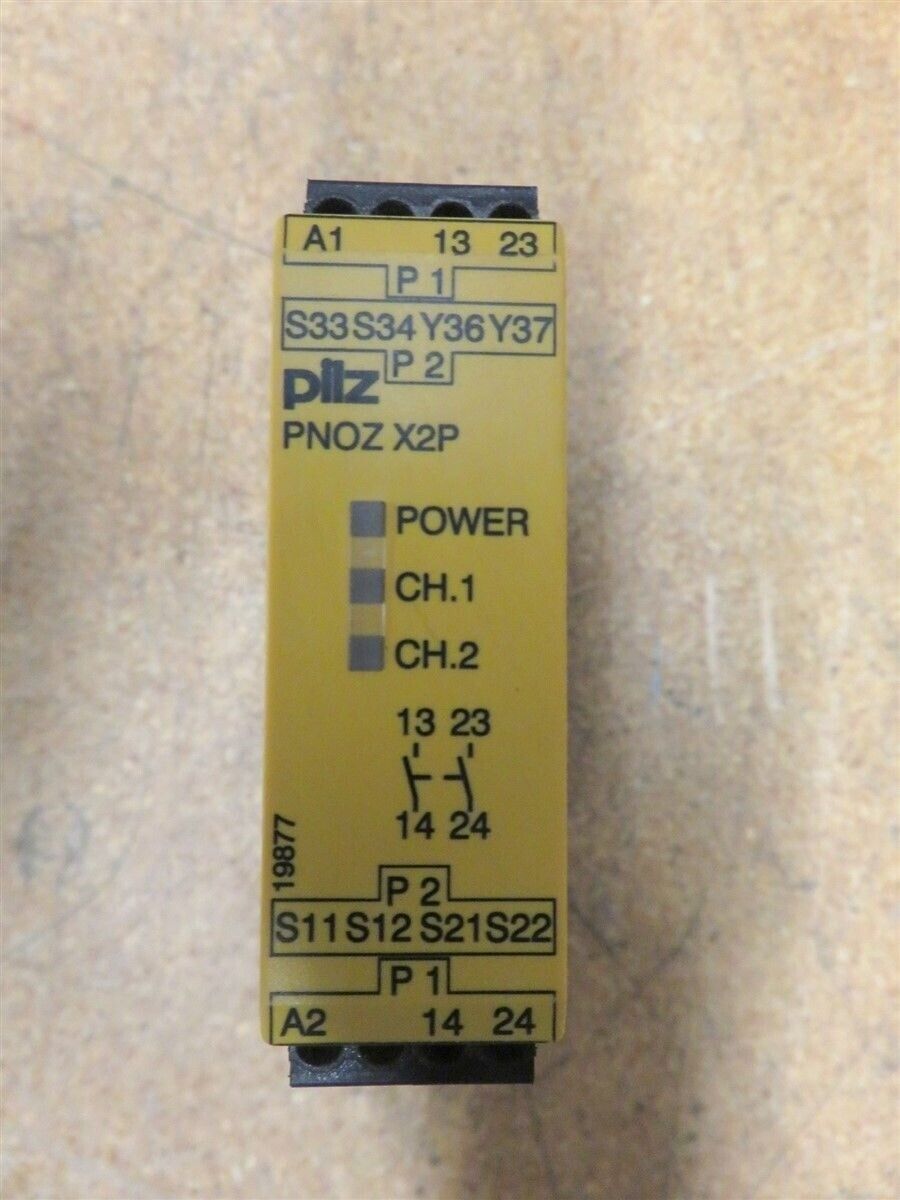 A1 13 23
P 1
S33 S34 Y36 Y37
P 2
pilz
PNOZ X2P
POWER
CH.1
CH.2
13 23
14 24
19877
P 2
S11 S12 S21 S22
P 1
A2 14 24